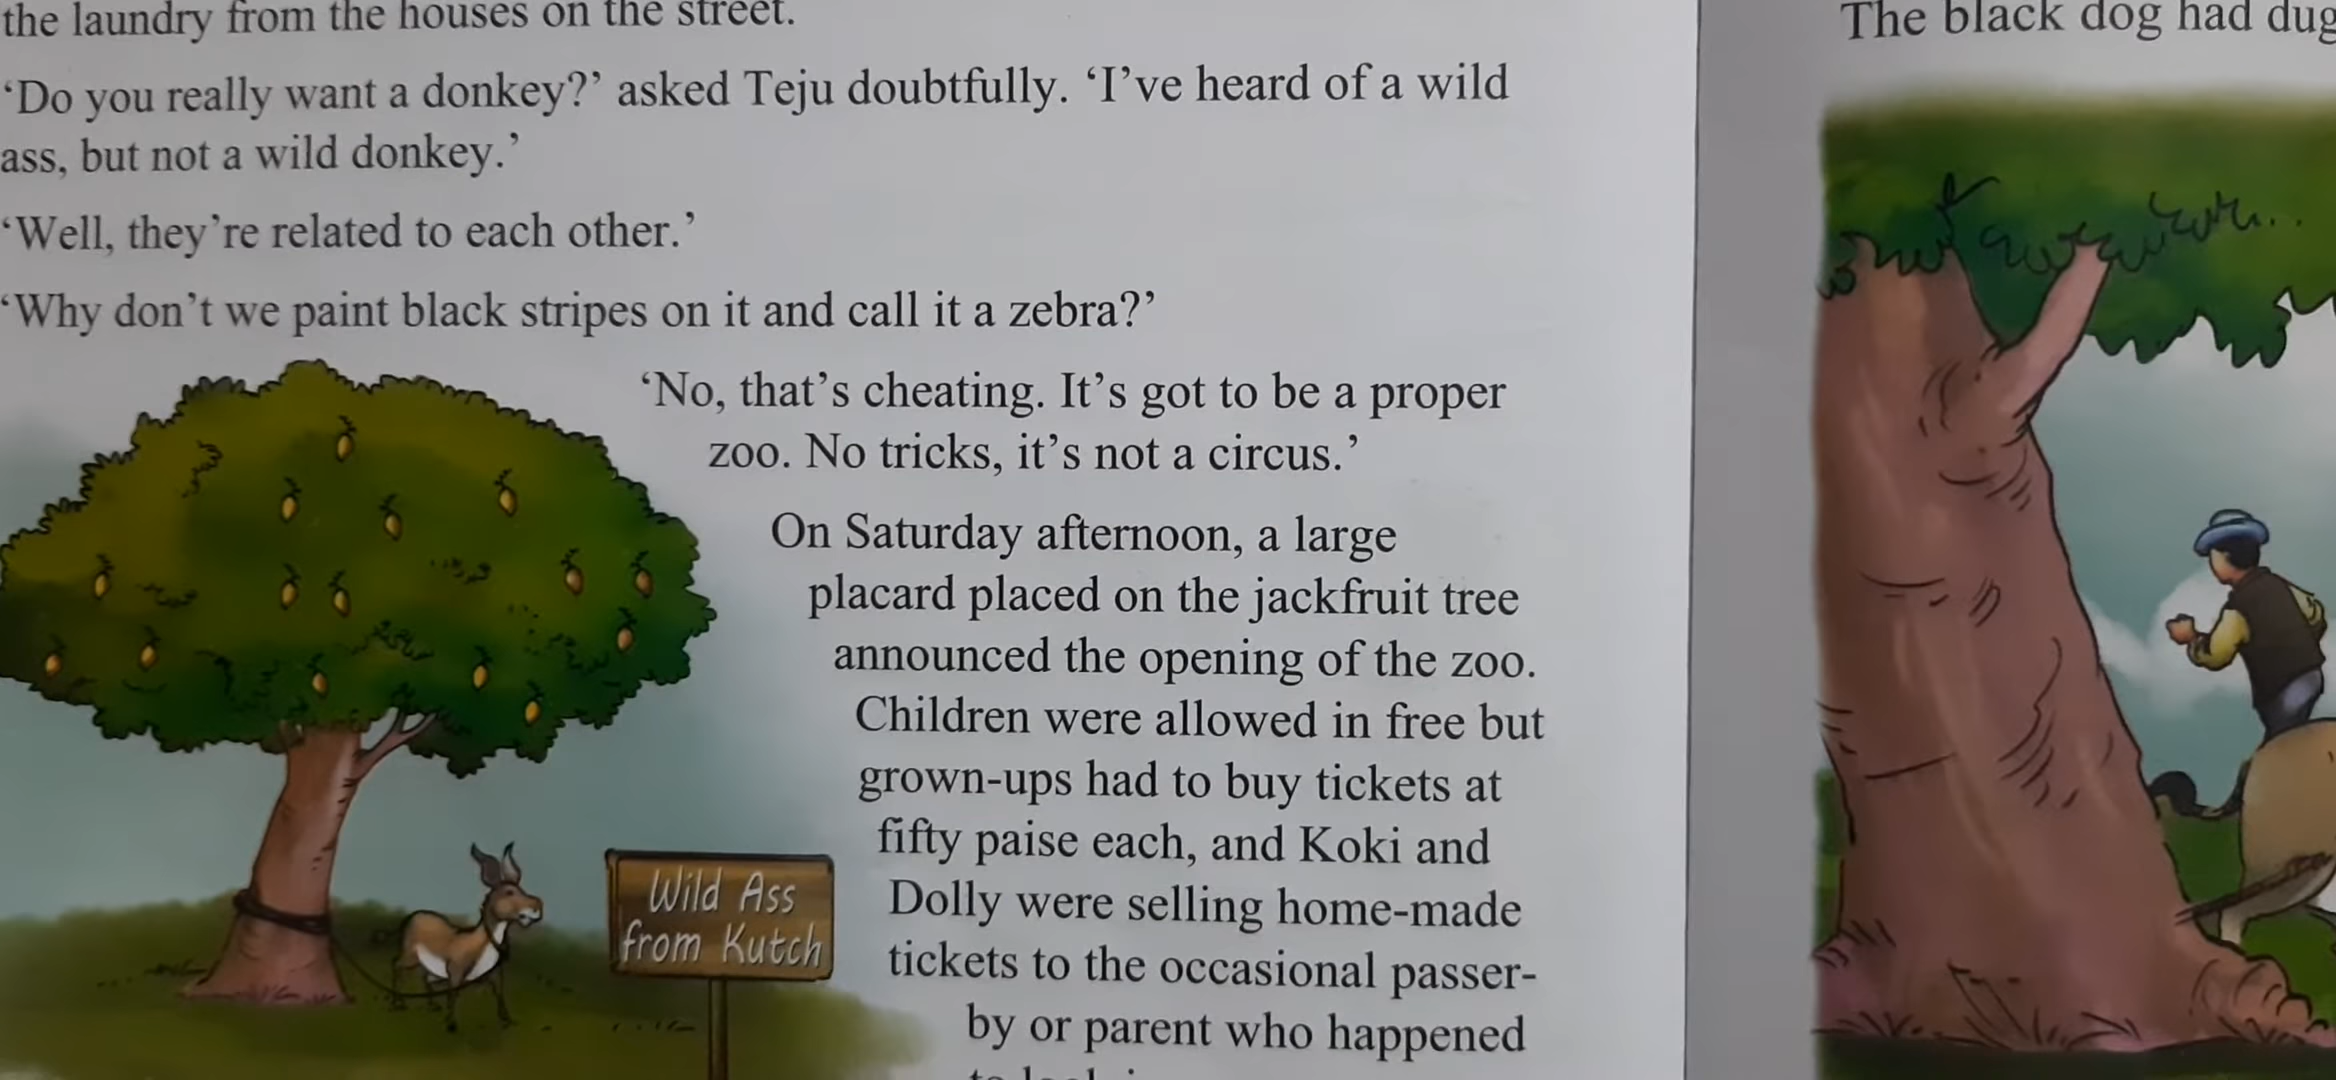 the laundry from the houses on the street.
‘Do you really want a donkey?’ asked Teju doubtfully. ‘I’ve heard of a wild
ass, but not a wild donkey.’
‘Well, they’re related to each other.’
‘Why don’t we paint black stripes on it and call it a zebra?’
‘No, that’s cheating. It’s got to be a proper
zoo. No tricks, it’s not a circus.’
On Saturday afternoon, a large
placard placed on the jackfruit tree
announced the opening of the zoo.
Children were allowed in free but
grown-ups had to buy tickets at
fifty paise each, and Koki and
Dolly were selling home-made
tickets to the occasional passer-
by or parent who happened
Wild Ass
from Kutch
The black dog had dug